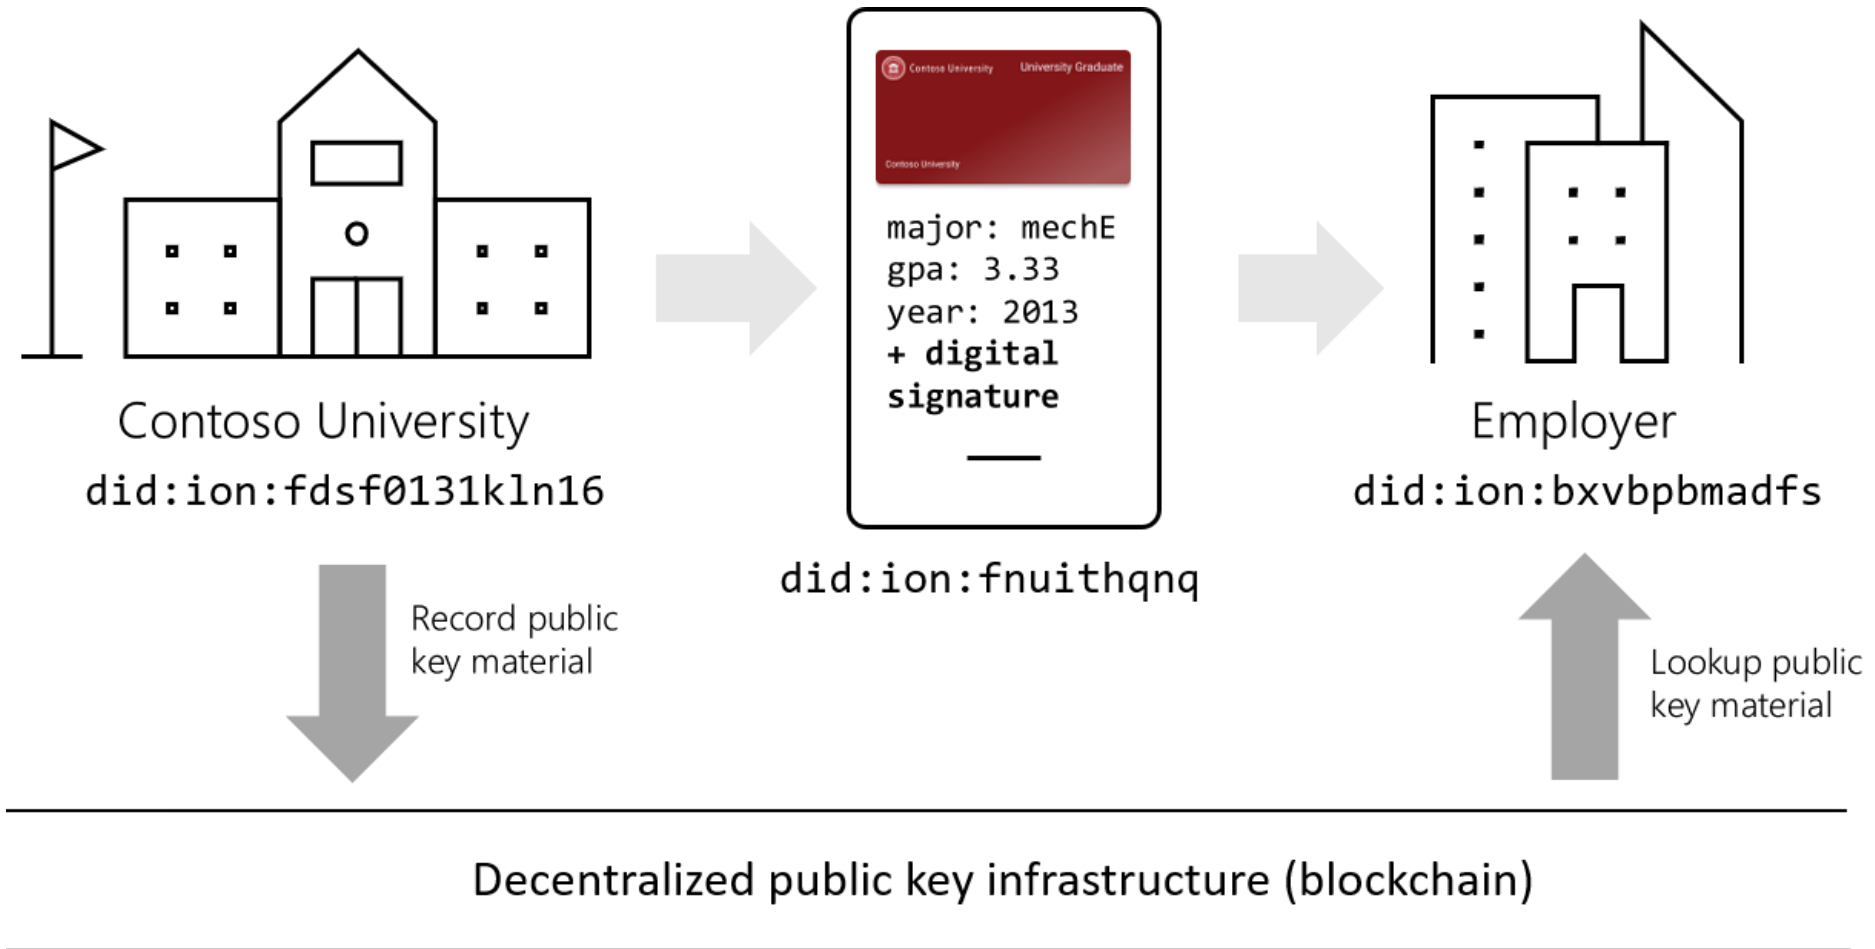 Contoso University
University Graduate
Contoso University
major: mechE
gpa: 3.33
year: 2013
+ digital
signature
Contoso University
did:ion:fdsf0131kln16
did:ion:fnuithqnq
Employer
did:ion:bxvbpbmadfs
Record public
key material
Lookup public
key material
Decentralized public key infrastructure (blockchain)